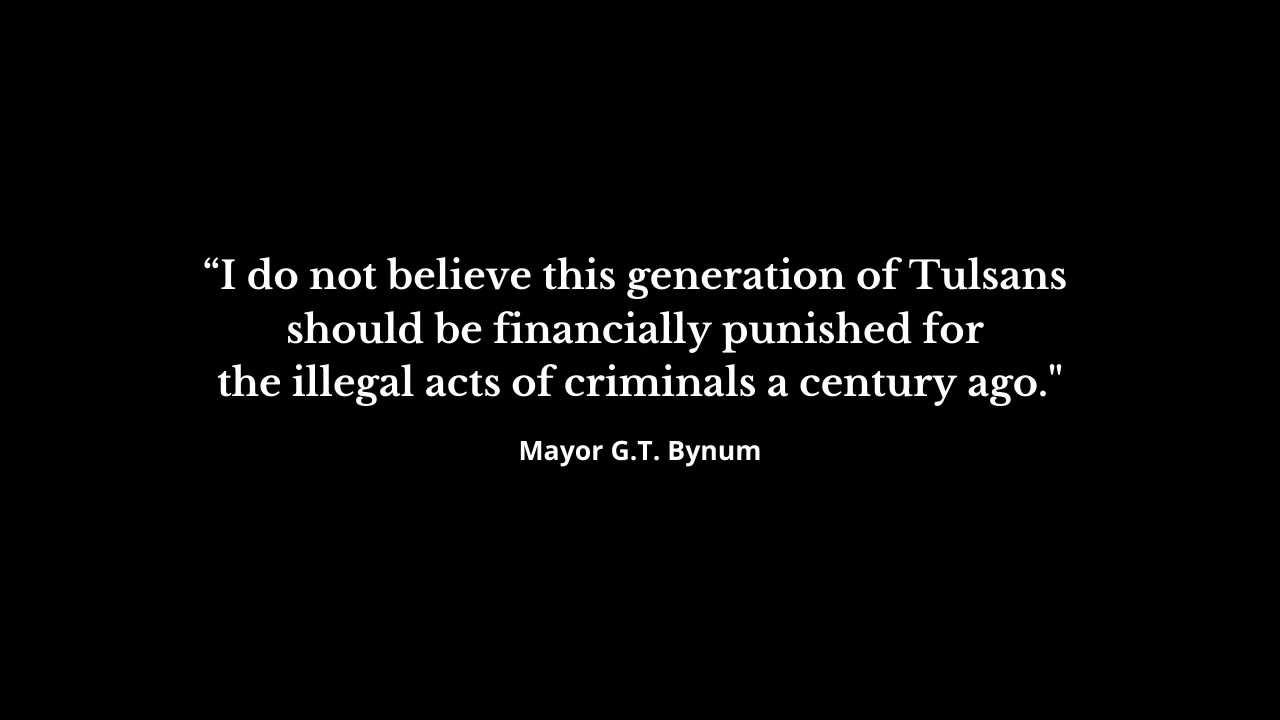 “I do not believe this generation of Tulsans
should be financially punished for
the illegal acts of criminals a century ago."
Mayor G.T. Bynum